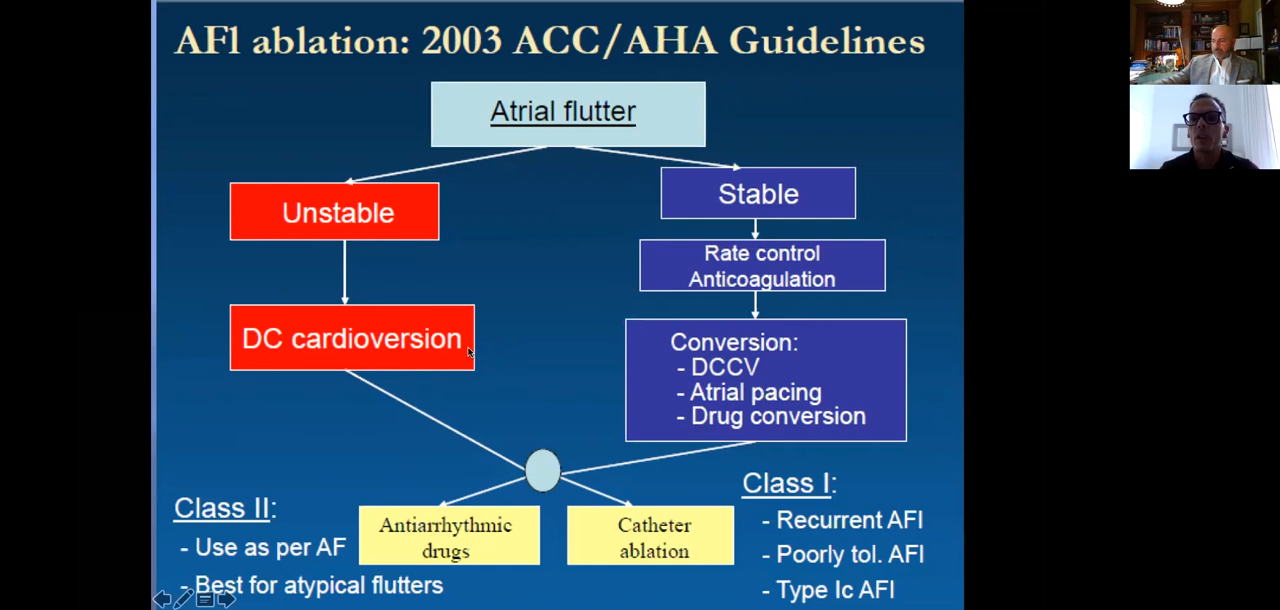 AFl ablation: 2003 ACC/AHA Guidelines
Atrial flutter
Unstable
Stable
Rate control
Anticoagulation
DC cardioversion
Conversion:
- DCCV
- Atrial pacing
- Drug conversion
Class II:
- Use as per AF
- Best for atypical flutters
Antiarrhythmic
drugs
Catheter
ablation
Class I:
- Recurrent AFl
- Poorly tol. AFl
- Type Ic AFl